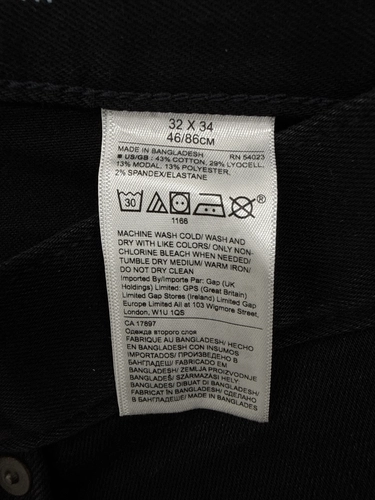 32 X 34
46/86CM
MADE IN BANGLADESH RN 54023
■ US/GB : 43% COTTON, 29% LYOCELL,
13% MODAL, 13% POLYESTER,
2% SPANDEX/ELASTANE
30 ®
1166
MACHINE WASH COLD/ WASH AND
DRY WITH LIKE COLORS/ ONLY NON-
CHLORINE BLEACH WHEN NEEDED/
TUMBLE DRY MEDIUM/ WARM IRON/
DO NOT DRY CLEAN
Imported by/Importe Par: Gap (UK
Holdings) Limited: GPS (Great Britain)
Limited Gap Stores (Ireland) Limited Gap
Europe Limited All at 103 Wigmore Street,
London, W1U 1QS
CA 17897
Одежда второго слоя
FABRIQUE AU BANGLADESH/ HECHO
EN BANGLADESH CON INSUMOS
IMPORTADOS/ ПРОИЗВЕДЕНО В
БАНГЛАДЕШ/ FABRICADO EM
BANGLADESH/ ZEMLJA PROIZVODNJE
BANGLADEŠ/ SZÁRMAZÁSI HELY:
BANGLADES/ DIBUAT DI BANGLADESH/
FABRICAT ÎN BANGLADESH/ СДЕЛАНО
В БАНГЛАДЕШ/ MADE IN BANGLADES